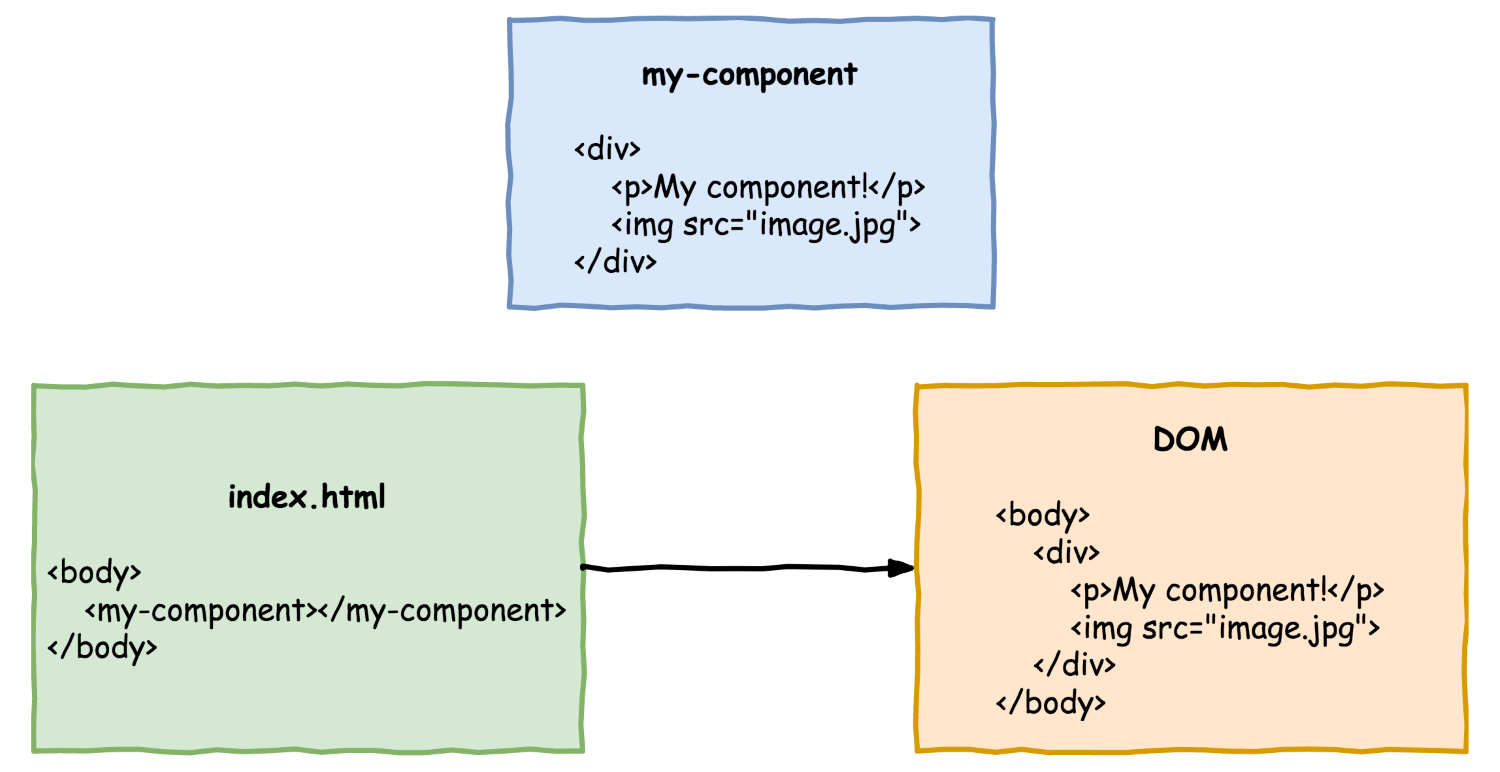 my-component
<div>
<p>My component!</p>
<img src="image.jpg">
</div>
index.html
<body>
<my-component></my-component>
</body>
DOM
<body>
<div>
<p>My component!</p>
<img src="image.jpg">
</div>
</body>